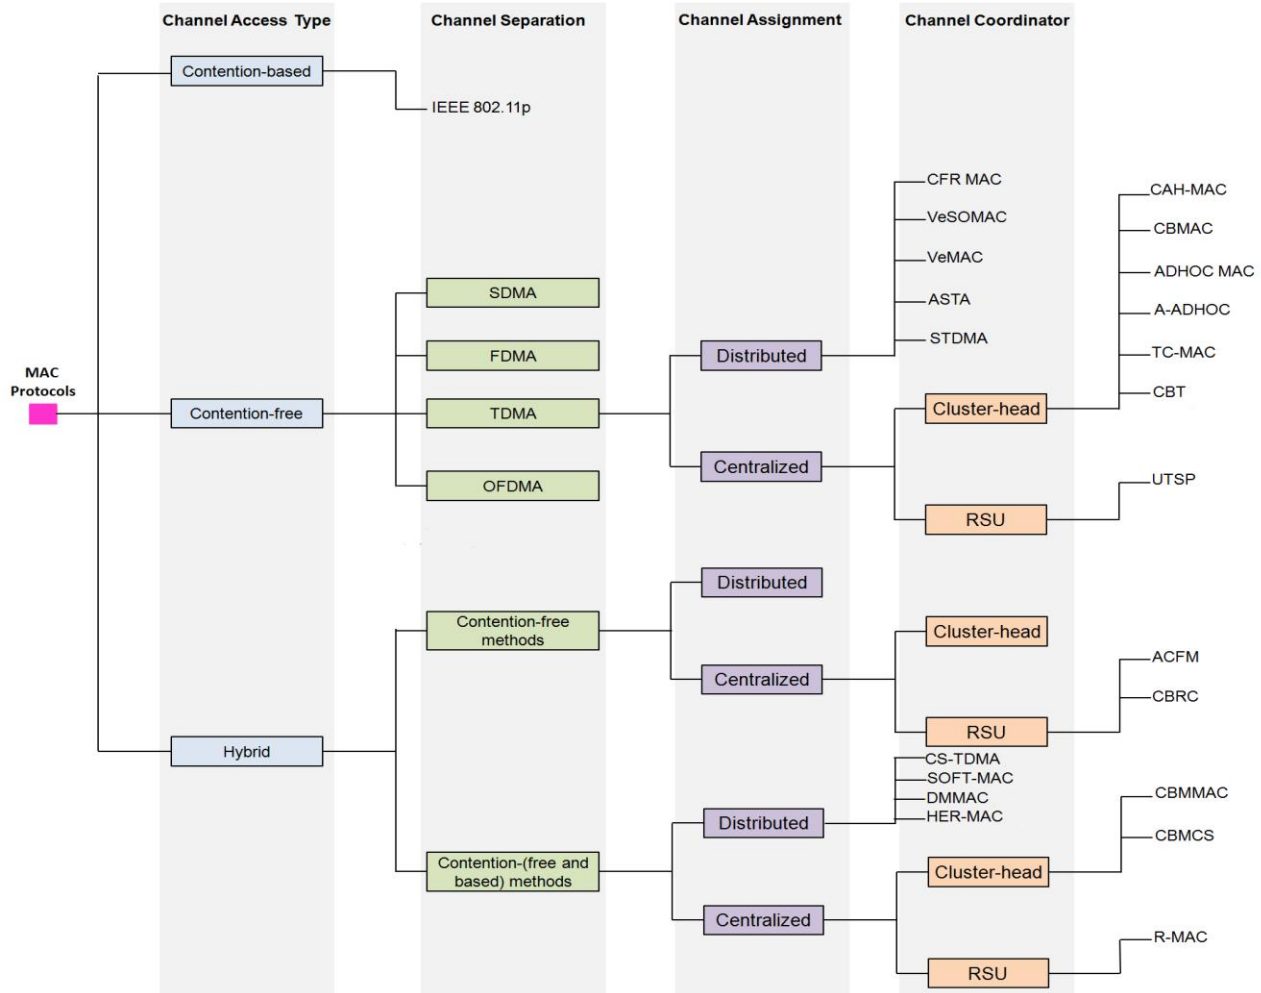 Channel Access Type
Channel Separation
Channel Assignment
Channel Coordinator
Contention-based
IEEE 802.11p
CFR MAC
VeSOMAC
VeMAC
ASTA
STDMA
CAH-MAC
CBMAC
ADHOC MAC
A-ADHOC
TC-MAC
CBT
SDMA
FDMA
TDMA
OFDMA
MAC
Protocols
Contention-free
Distributed
Centralized
Cluster-head
RSU
UTSP
Contention-free
methods
Distributed
Centralized
Cluster-head
RSU
ACFM
CBRC
Hybrid
CS-TDMA
SOFT-MAC
DMMAC
HER-MAC
Distributed
Contention-(free and
based) methods
Centralized
Cluster-head
RSU
CBMMAC
CBMCS
R-MAC